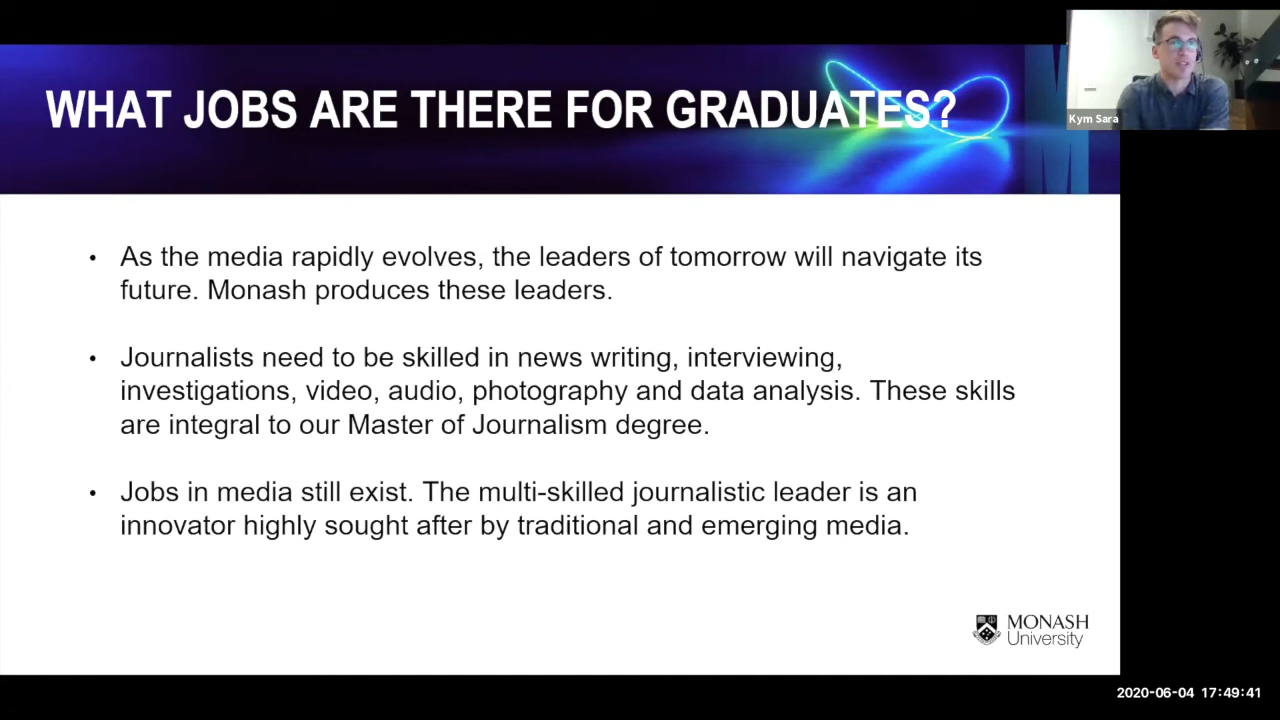 WHAT JOBS ARE THERE FOR GRADUATES?
Kym Sara
• As the media rapidly evolves, the leaders of tomorrow will navigate its
future. Monash produces these leaders.
• Journalists need to be skilled in news writing, interviewing,
investigations, video, audio, photography and data analysis. These skills
are integral to our Master of Journalism degree.
• Jobs in media still exist. The multi-skilled journalistic leader is an
innovator highly sought after by traditional and emerging media.
MONASH
University
2020-06-04 17:49:41